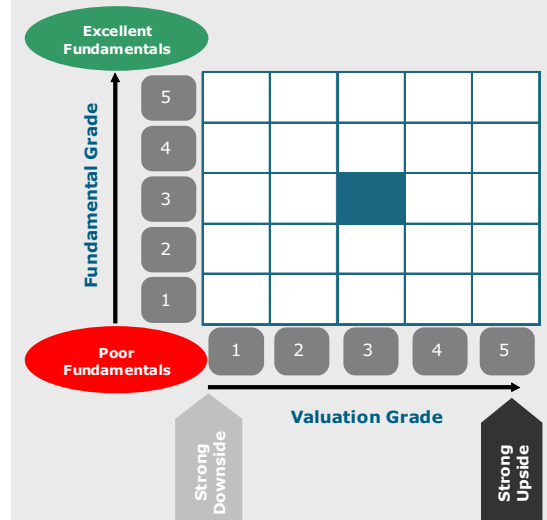 Excellent
Fundamentals
Fundamental Grade
5
4
3
2
1
Poor
Fundamentals
1 2 3 4 5
Valuation Grade
Strong
Downside
Strong
Upside